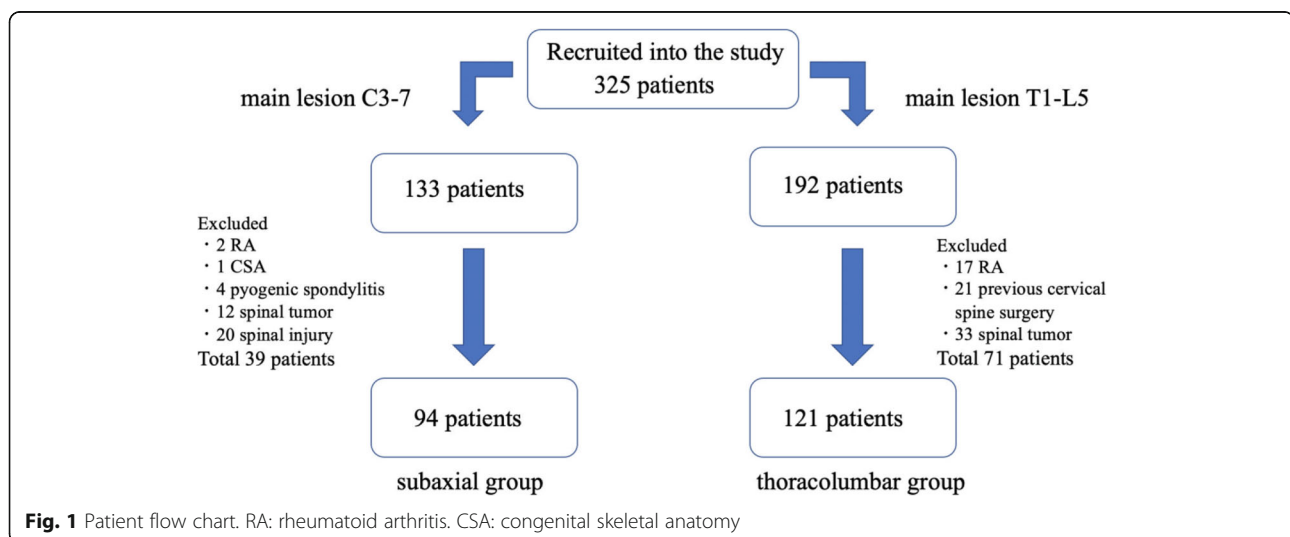 Recruited into the study
325 patients
main lesion C3-7
main lesion T1-L5
133 patients
192 patients
Excluded
・2 RA
・1 CSA
・4 pyogenic spondylitis
・12 spinal tumor
・20 spinal injury
Total 39 patients
Excluded
・17 RA
・21 previous cervical
spine surgery
・33 spinal tumor
Total 71 patients
94 patients
121 patients
subaxial group
thoracolumbar group
Fig. 1 Patient flow chart. RA: rheumatoid arthritis. CSA: congenital skeletal anatomy